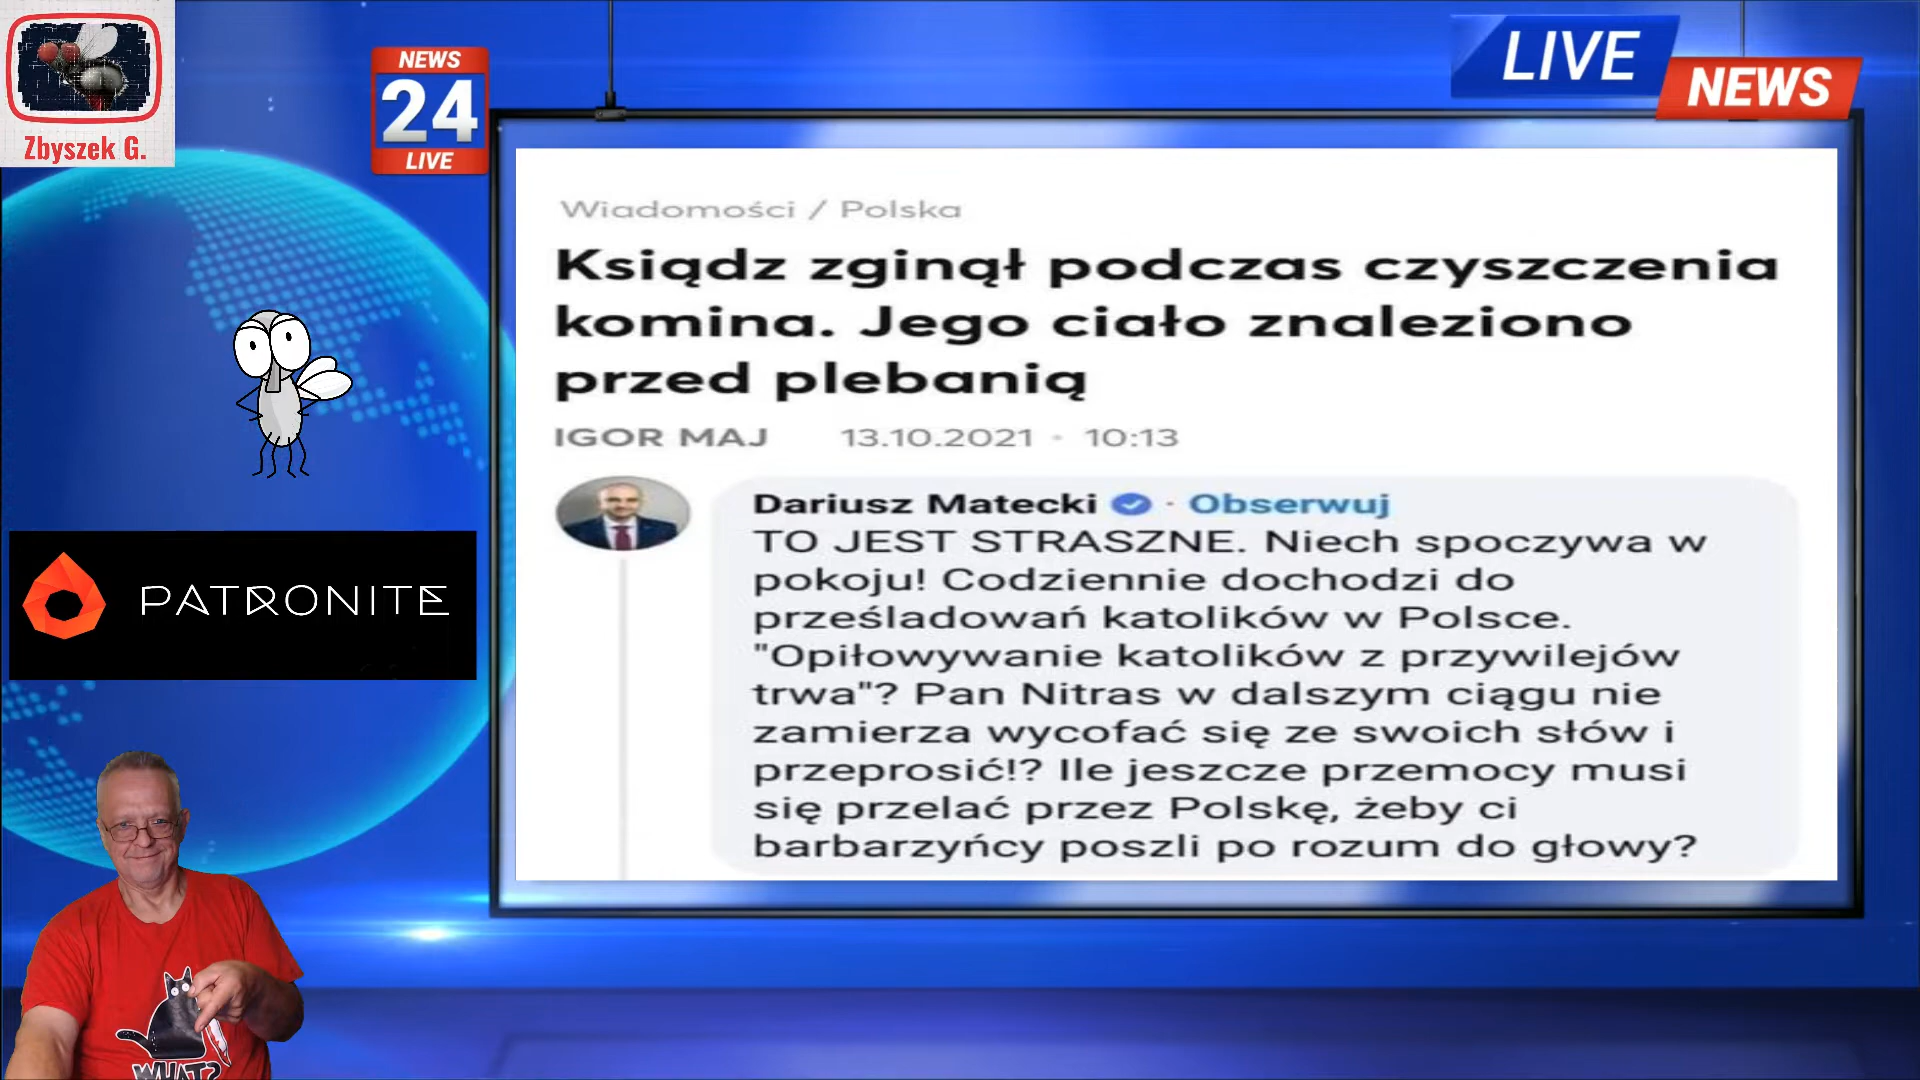 Zbyszek G.
NEWS
24
LIVE
LIVE
NEWS
Wiadomości / Polska
Ksiądz zginął podczas czyszczenia
komina. Jego ciało znaleziono
przed plebanią
IGOR MAJ 13.10.2021 • 10:13
Dariusz Matecki · Obserwuj
TO JEST STRASZNE. Niech spoczywa w
pokoju! Codziennie dochodzi do
prześladowań katolików w Polsce.
"Opiłowywanie katolików z przywilejów
trwa"? Pan Nitras w dalszym ciągu nie
zamierza wycofać się ze swoich słów i
przeprosić!? Ile jeszcze przemocy musi
się przelać przez Polskę, żeby ci
barbarzyńcy poszli po rozum do głowy?
PATRONITE
WHAT?